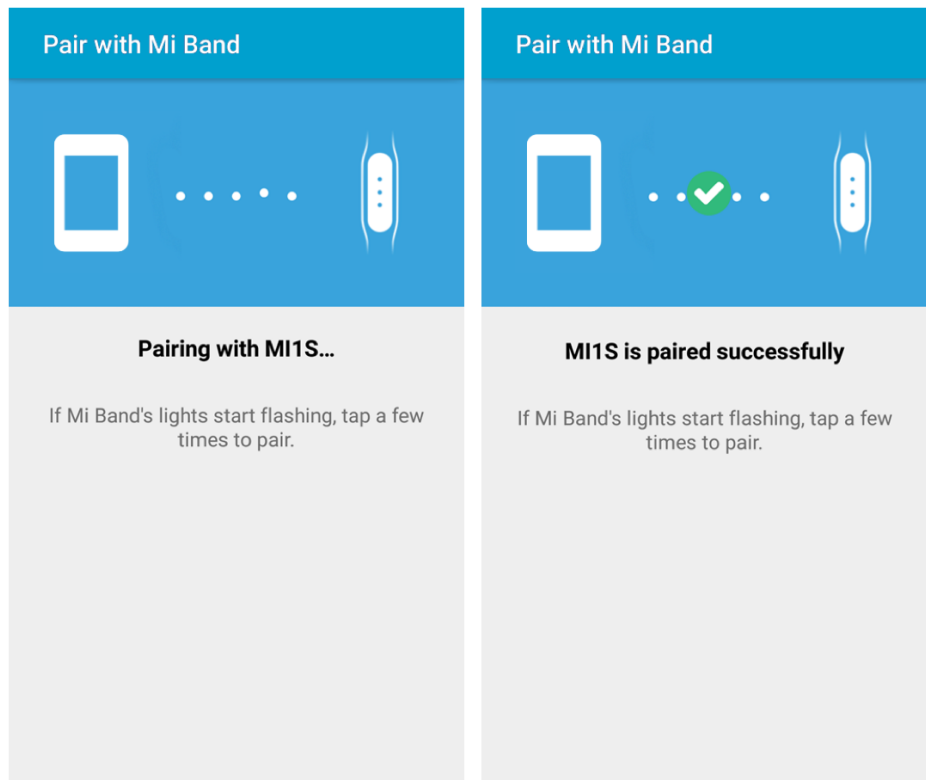 Pair with Mi Band
Pairing with MI1S...
If Mi Band's lights start flashing, tap a few
times to pair.
Pair with Mi Band
MI1S is paired successfully
If Mi Band's lights start flashing, tap a few
times to pair.